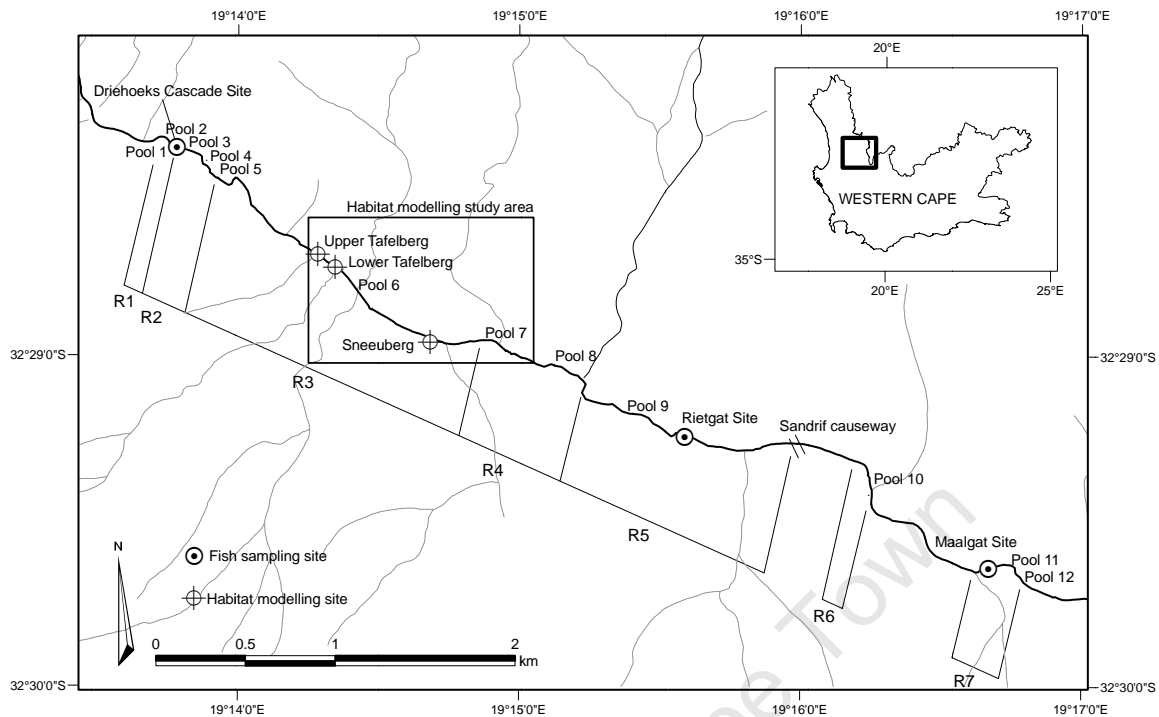 19°14'0"E
19°15'0"E
19°16'0"E
19°17'0"E
20°E
Driehoeks Cascade Site
Pool 2
Pool 1
Pool 3
Pool 4
Pool 5
WESTERN CAPE
Habitat modelling study area
Upper Tafelberg
35°S
Lower Tafelberg
20°E
25°E
Pool 6
R1
R2
Pool 7
Sneeuberg
32°29'0"S
Pool 8
32°29'0"S
R3
Pool 9
Rietgat Site
Sandrif causeway
R4
Pool 10
R5
Maalgat Site
N
Fish sampling site
Pool 11
Pool 12
Habitat modelling site
R6
0
0.5
1
2
km
R7
32°30'0"S
32°30'0"S
19°14'0"E
19°15'0"E
19°16'0"E
19°17'0"E
Town